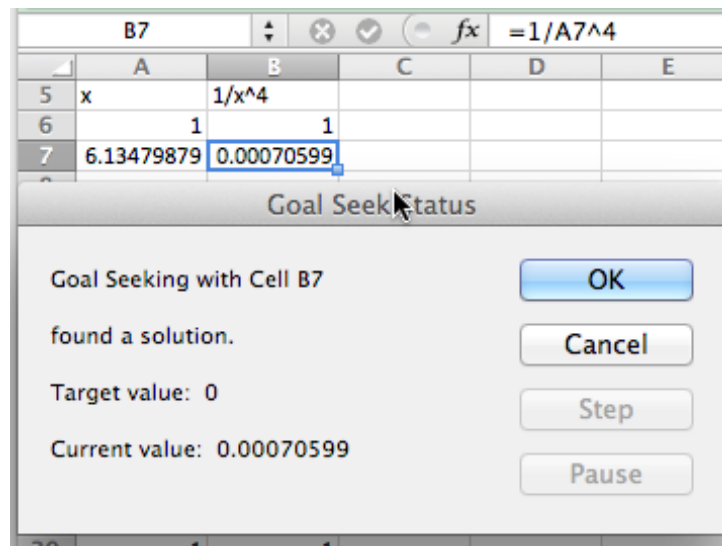 B7 fx =1/A7^4
A B C D E
5 x 1/x^4
6 1 1
7 6.13479879 0.00070599
Goal Seek Status
Goal Seeking with Cell B7
OK
found a solution.
Cancel
Target value: 0
Step
Current value: 0.00070599
Pause